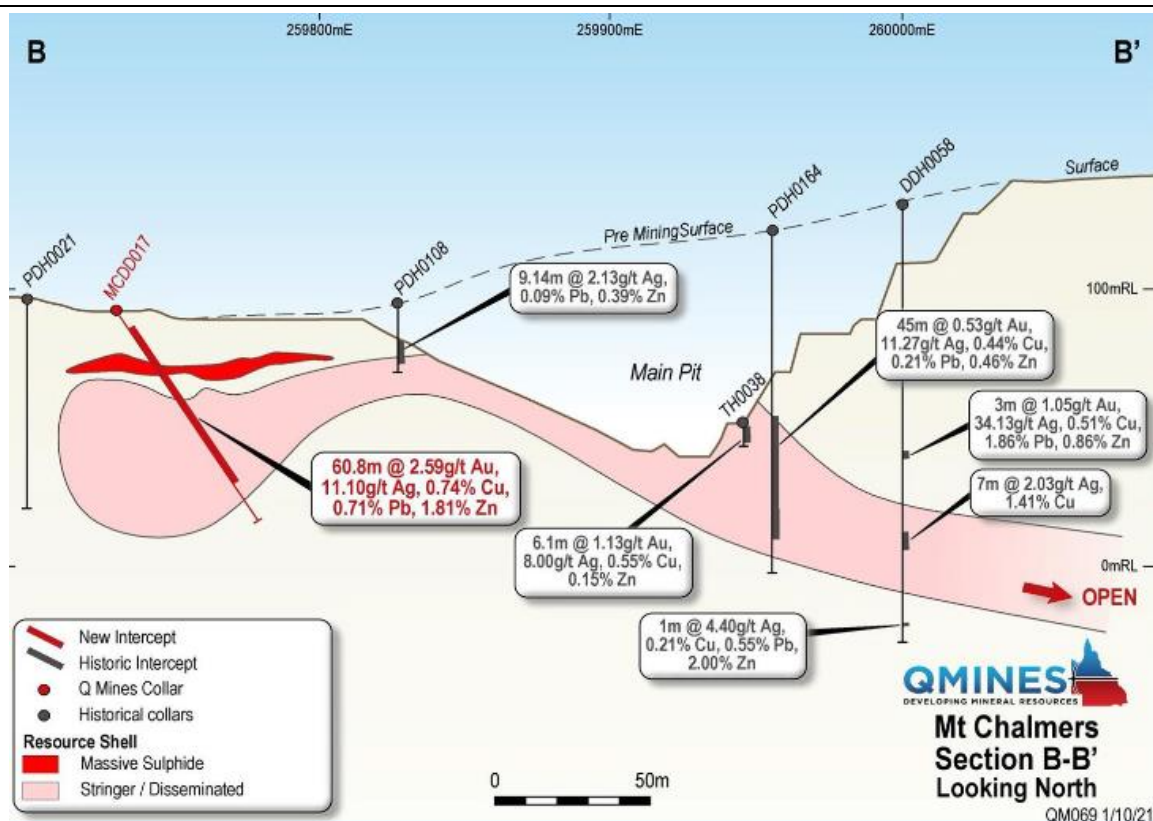 259800mE
259900mE
260000mE
B
B'
PDH0021
MCDD017
PDH0108
PDH0164
DDH0058
TH0038
Surface
Pre MiningSurface
Main Pit
100mRL
0mRL
9.14m @ 2.13g/t Ag,
0.09% Pb, 0.39% Zn
45m @ 0.53g/t Au,
11.27g/t Ag, 0.44% Cu,
0.21% Pb, 0.46% Zn
3m @ 1.05g/t Au,
34.13g/t Ag, 0.51% Cu,
1.86% Pb, 0.86% Zn
7m @ 2.03g/t Ag,
1.41% Cu
60.8m @ 2.59g/t Au,
11.10g/t Ag, 0.74% Cu,
0.71% Pb, 1.81% Zn
6.1m @ 1.13g/t Au,
8.00g/t Ag, 0.55% Cu,
0.15% Zn
1m @ 4.40g/t Ag,
0.21% Cu, 0.55% Pb,
2.00% Zn
OPEN
New Intercept
Historic Intercept
Q Mines Collar
Historical collars
Resource Shell
Massive Sulphide
Stringer / Disseminated
0
50m
QMINES
DEVELOPING MINERAL RESOURCES
Mt Chalmers
Section B-B'
Looking North
QM069 1/10/21